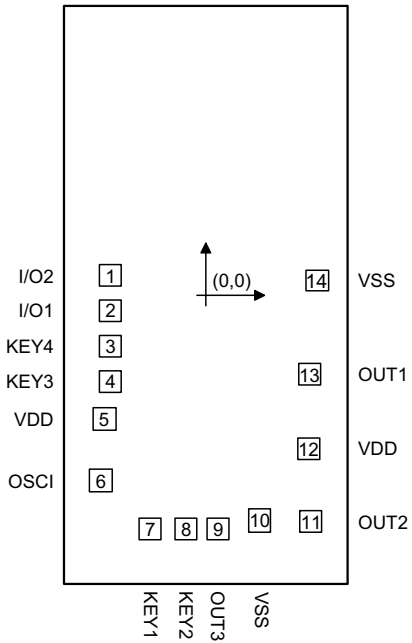 I/O2 1 (0,0) 14 VSS
I/O1 2
KEY4 3
KEY3 4 13 OUT1
VDD 5
12 VDD
OSCI 6
7 8 9 10 11 OUT2
KEY1 KEY2 OUT3 VSS